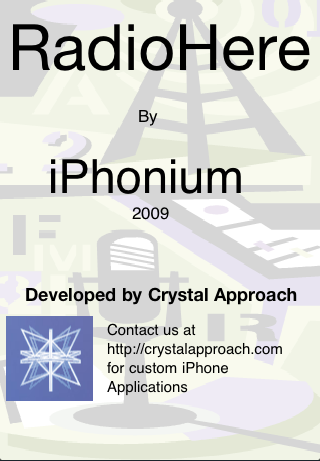 RadioHere
By
iPhonium
2009
Developed by Crystal Approach
Contact us at
http://crystalapproach.com
for custom iPhone
Applications